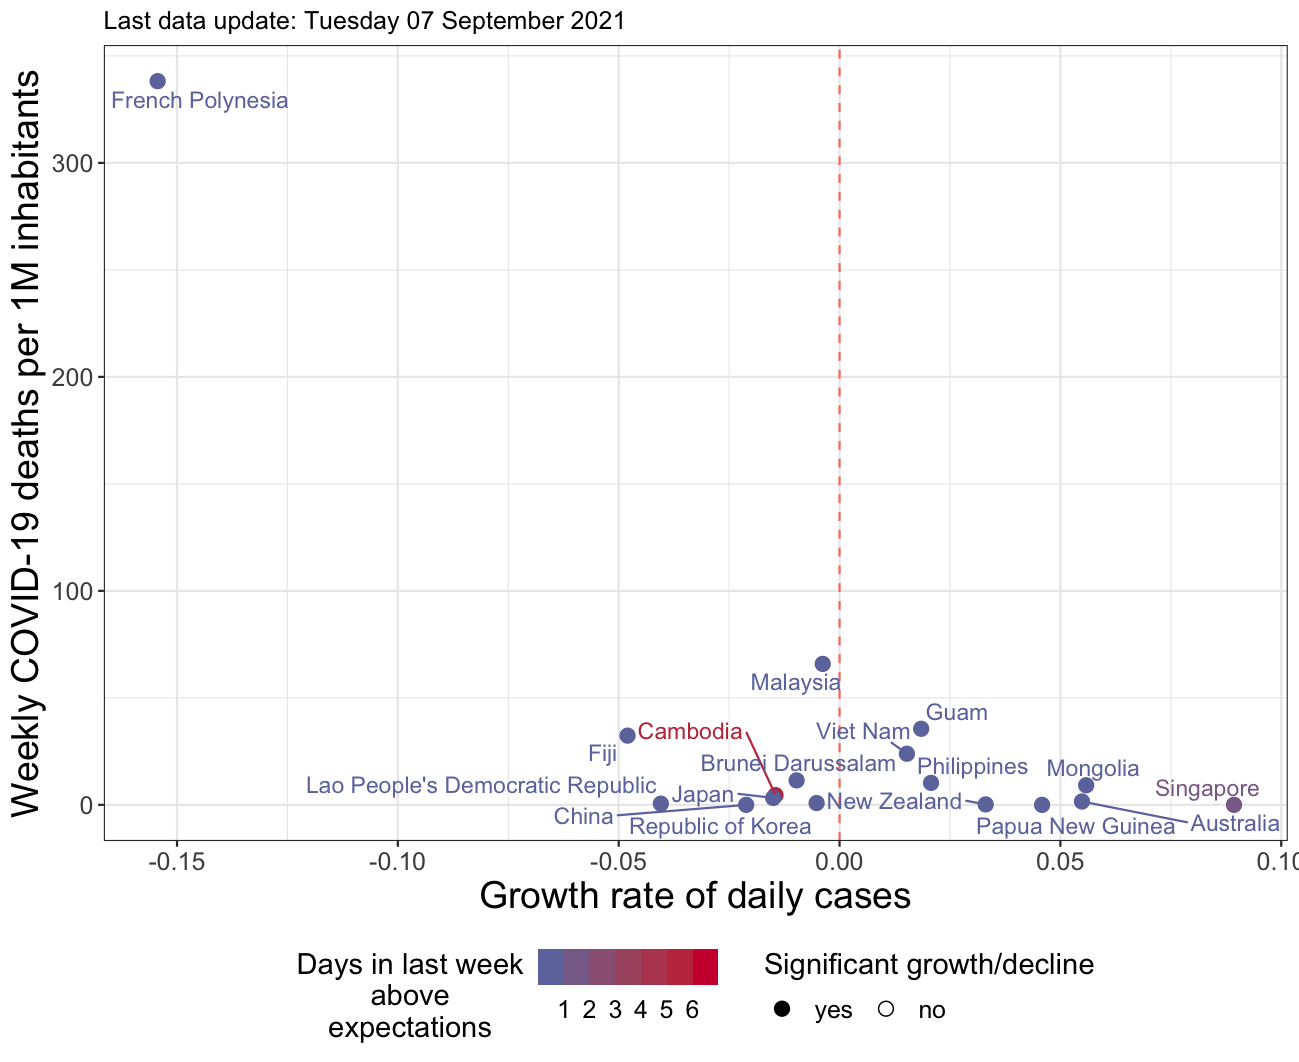 Last data update: Tuesday 07 September 2021
Weekly COVID-19 deaths per 1M inhabitants
300
200
100
0
French Polynesia
Malaysia
Guam
Cambodia
Viet Nam
Fiji
Brunei Darussalam
Philippines
Mongolia
Lao People's Democratic Republic
Japan
New Zealand
Singapore
China
Republic of Korea
Papua New Guinea
Australia
-0.15 -0.10 -0.05 0.00 0.05 0.10
Growth rate of daily cases
Days in last week
above
expectations
1 2 3 4 5 6
Significant growth/decline
yes no